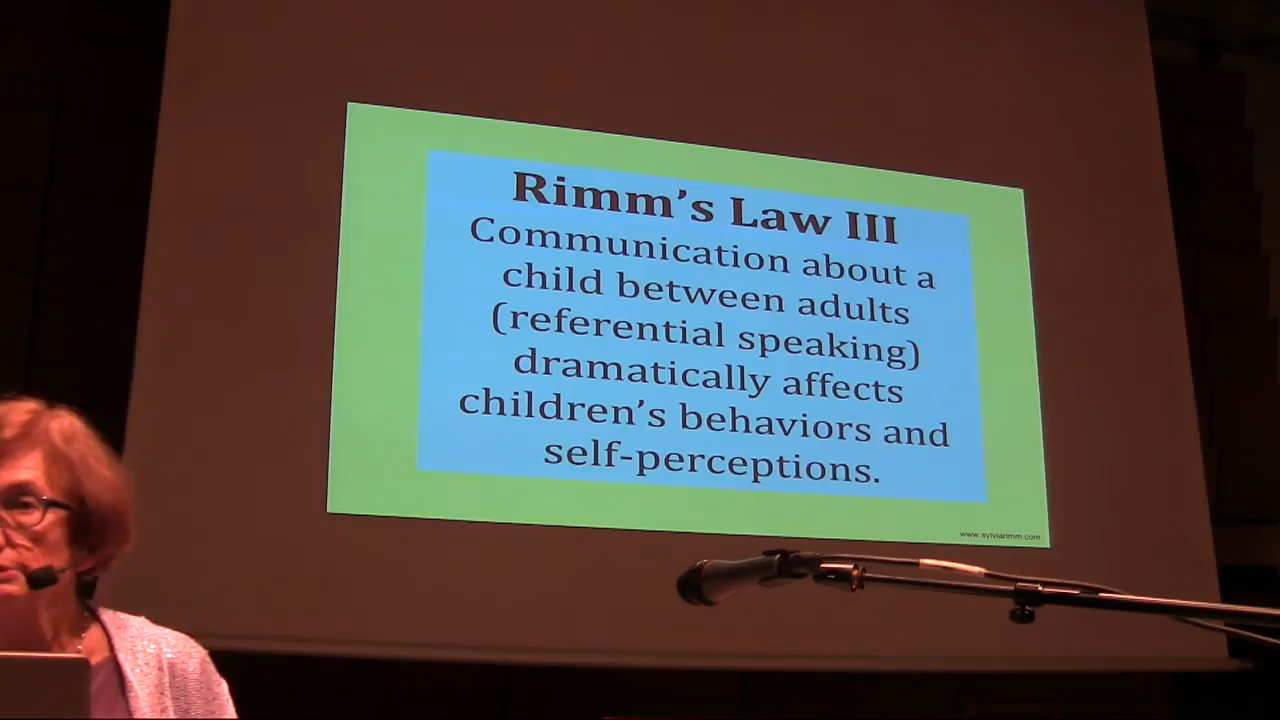 Rimm's Law III
Communication about a
child between adults
(referential speaking)
dramatically affects
children's behaviors and
self-perceptions.
www.sylviarimm.com